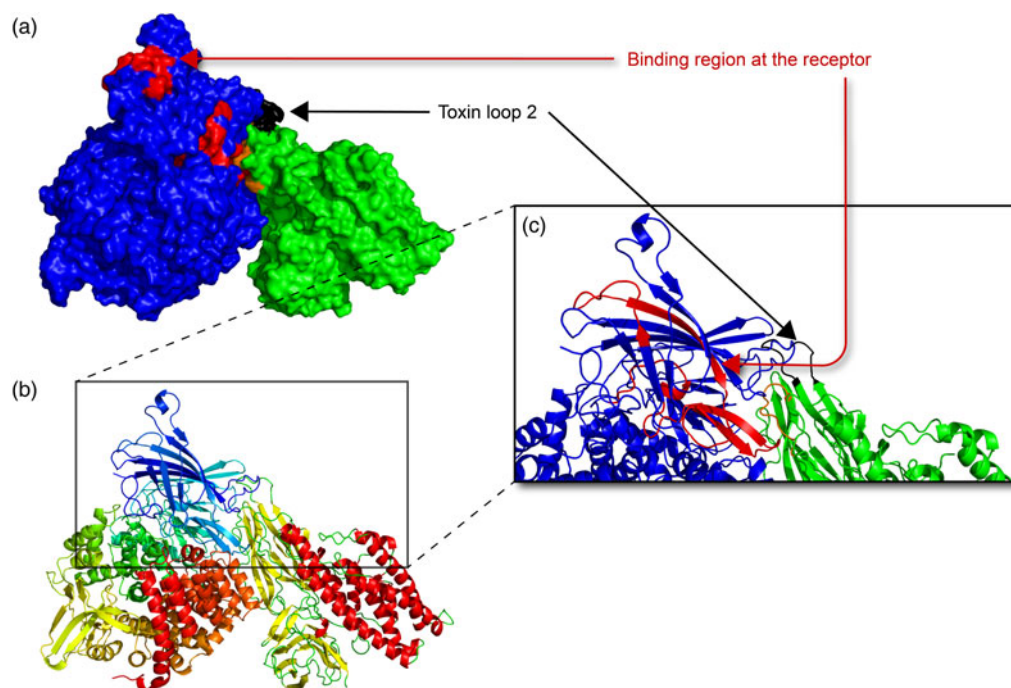 (a)
Binding region at the receptor
Toxin loop 2
(c)
(b)